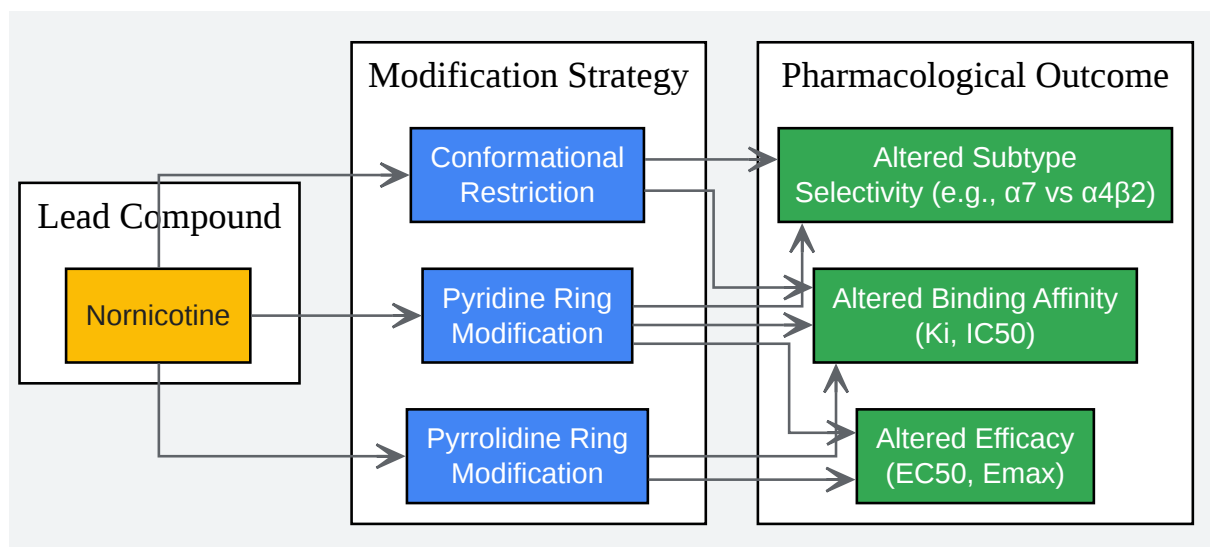 Lead Compound
Nornicotine
Modification Strategy
Conformational
Restriction
Pyridine Ring
Modification
Pyrrolidine Ring
Modification
Pharmacological Outcome
Altered Subtype
Selectivity (e.g., α7 vs α4β2)
Altered Binding Affinity
(Ki, IC50)
Altered Efficacy
(EC50, Emax)